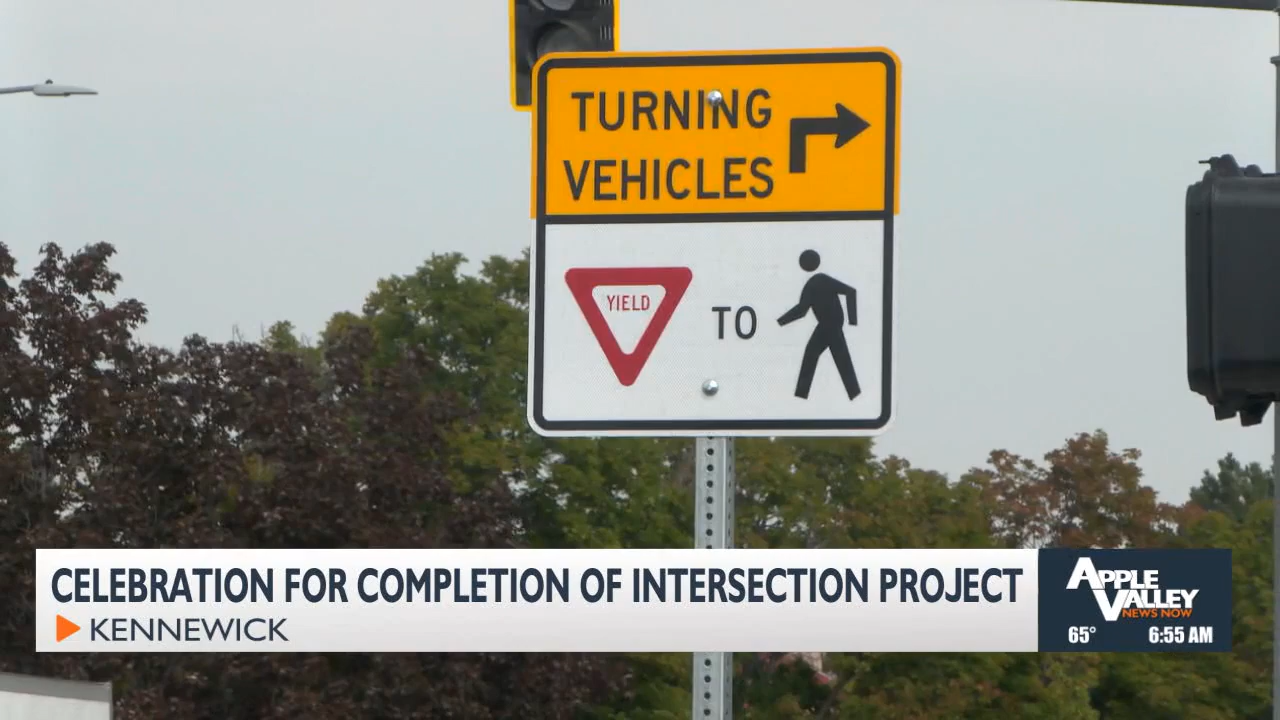 TURNING
VEHICLES
YIELD
TO
CELEBRATION FOR COMPLETION OF INTERSECTION PROJECT
KENNEWICK
APPLE
VALLEY
NEWS NOW
65° 6:55 AM